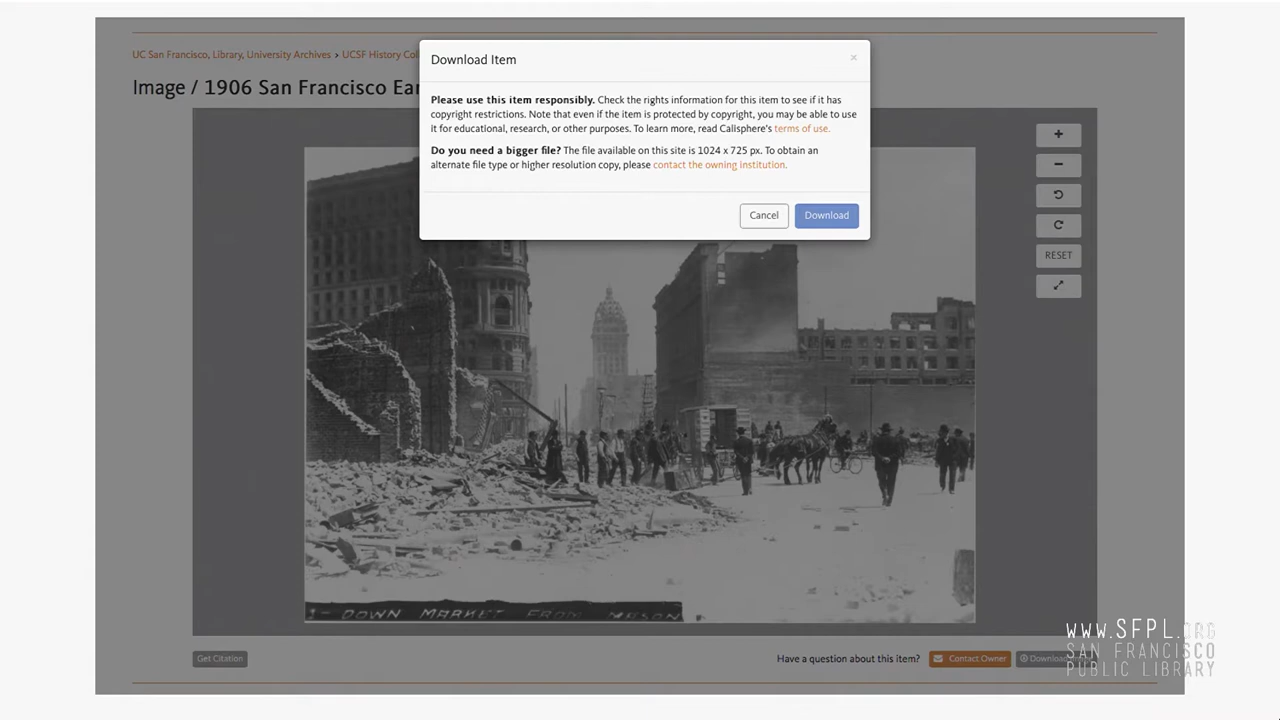 UC San Francisco, Library, University Archives > UCSF History Col
Image / 1906 San Francisco Ear
Download Item
×
Please use this item responsibly. Check the rights information for this item to see if it has
copyright restrictions. Note that even if the item is protected by copyright, you may be able to use
it for educational, research, or other purposes. To learn more, read Calisphere's terms of use.
Do you need a bigger file? The file available on this site is 1024 x 725 px. To obtain an
alternate file type or higher resolution copy, please contact the owning institution.
Cancel Download
RESET
- DOWN MARKET FROM MASON
Get Citation
Have a question about this item? Contact Owner Download
WWW.SFPL.ORG
SAN FRANCISCO
PUBLIC LIBRARY